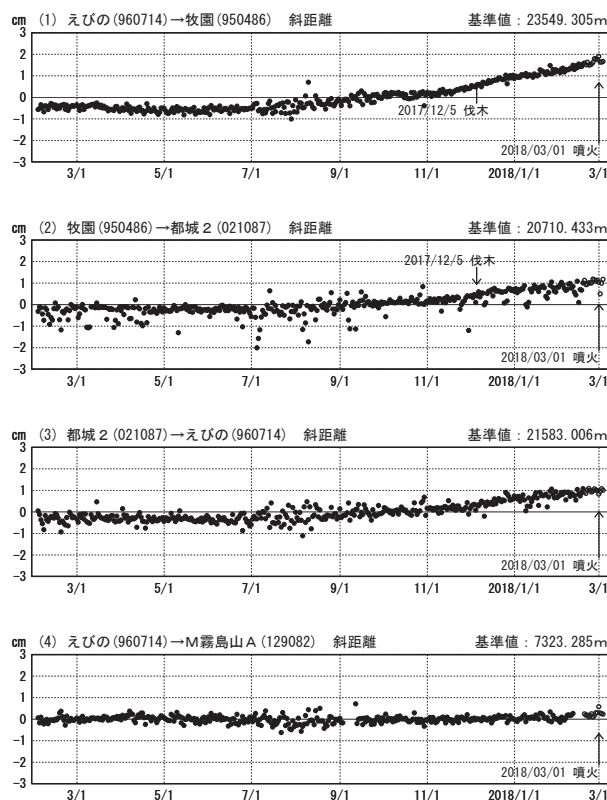 cm (1) えびの(960714)→牧園(950486) 斜距離 基準値：23549.305m
3
2
1
0
-1
-2
-3
2017/12/5 伐木
2018/03/01 噴火
3/1 5/1 7/1 9/1 11/1 2018/1/1 3/1
cm (2) 牧園(950486)→都城２(021087) 斜距離 基準値：20710.433m
3
2
1
0
-1
-2
-3
2017/12/5 伐木
2018/03/01 噴火
3/1 5/1 7/1 9/1 11/1 2018/1/1 3/1
cm (3) 都城２(021087)→えびの(960714) 斜距離 基準値：21583.006m
3
2
1
0
-1
-2
-3
2018/03/01 噴火
3/1 5/1 7/1 9/1 11/1 2018/1/1 3/1
cm (4) えびの(960714)→Ｍ霧島山Ａ(129082) 斜距離 基準値：7323.285m
3
2
1
0
-1
-2
-3
2018/03/01 噴火
3/1 5/1 7/1 9/1 11/1 2018/1/1 3/1